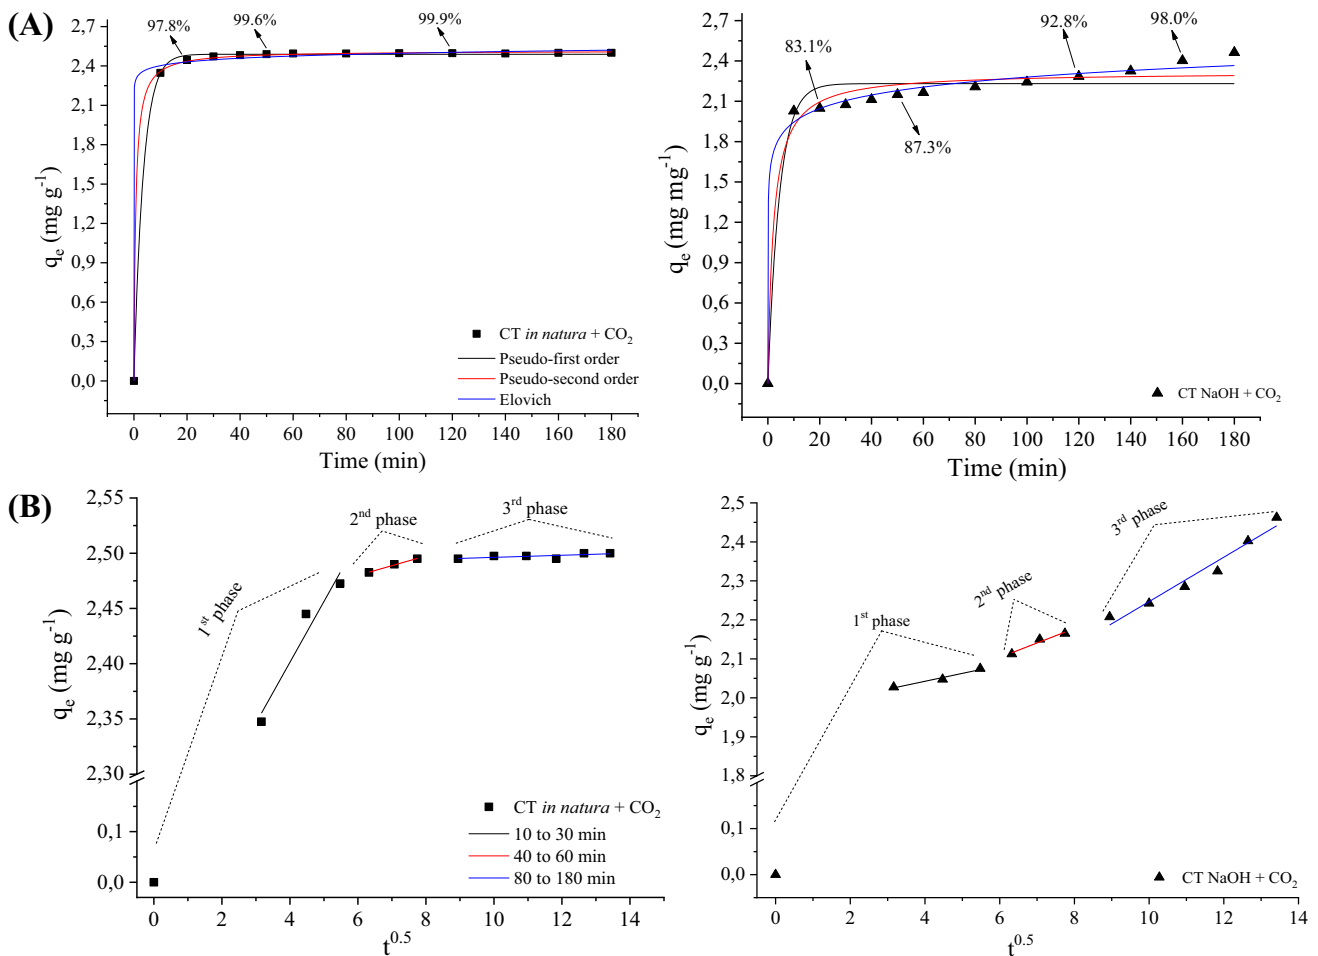 (A)
2,7
2,4
2,1
1,8
1,5
1,2
0,9
0,6
0,3
0,0
qe (mg g-1)
97.8%
99.6%
99.9%
CT in natura + CO2
Pseudo-first order
Pseudo-second order
Elovich
0 20 40 60 80 100 120 140 160 180
Time (min)
2,7
2,4
2,1
1,8
1,5
1,2
0,9
0,6
0,3
0,0
qe (mg mg-1)
83.1%
87.3%
92.8%
98.0%
CT NaOH + CO2
0 20 40 60 80 100 120 140 160 180
Time (min)
(B)
2,55
2,50
2,45
2,40
2,35
2,30
0,1
0,0
qe (mg g-1)
1st phase
2nd phase
3rd phase
CT in natura + CO2
10 to 30 min
40 to 60 min
80 to 180 min
0 2 4 6 8 10 12 14
t0.5
2,5
2,4
2,3
2,2
2,1
2,0
1,9
1,8
0,1
0,0
qe (mg g-1)
1st phase
2nd phase
3rd phase
CT NaOH + CO2
0 2 4 6 8 10 12 14
t0.5